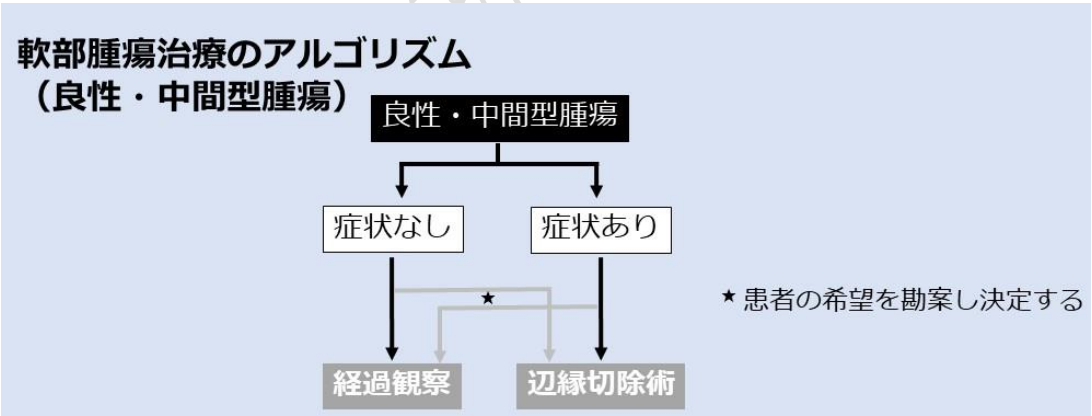 軟部腫瘍治療のアルゴリズム
（良性・中間型腫瘍）
良性・中間型腫瘍
症状なし
症状あり
★
★患者の希望を勘案し決定する
経過観察
辺縁切除術